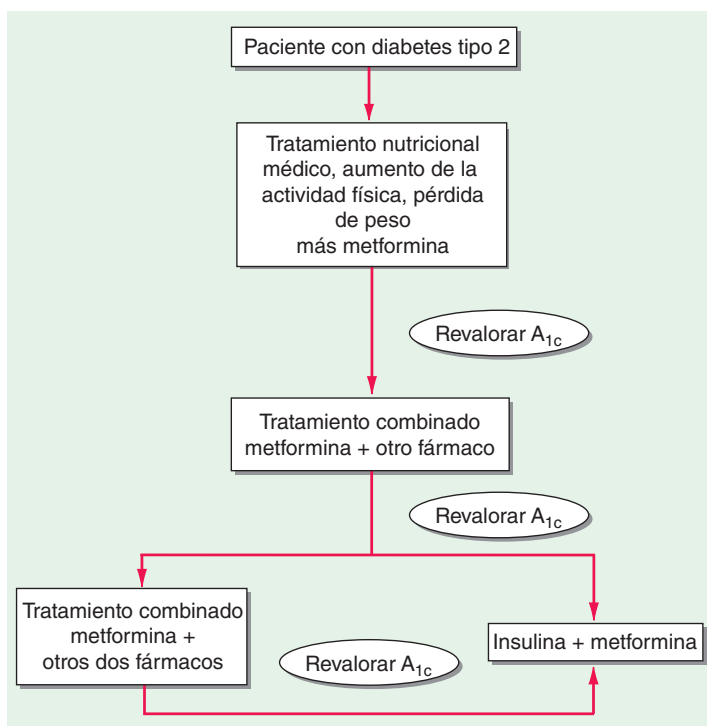 Paciente con diabetes tipo 2
Tratamiento nutricional
médico, aumento de la
actividad física, pérdida
de peso
más metformina
Revalorar A1c
Tratamiento combinado
metformina + otro fármaco
Revalorar A1c
Tratamiento combinado
metformina +
otros dos fármacos
Revalorar A1c
Insulina + metformina